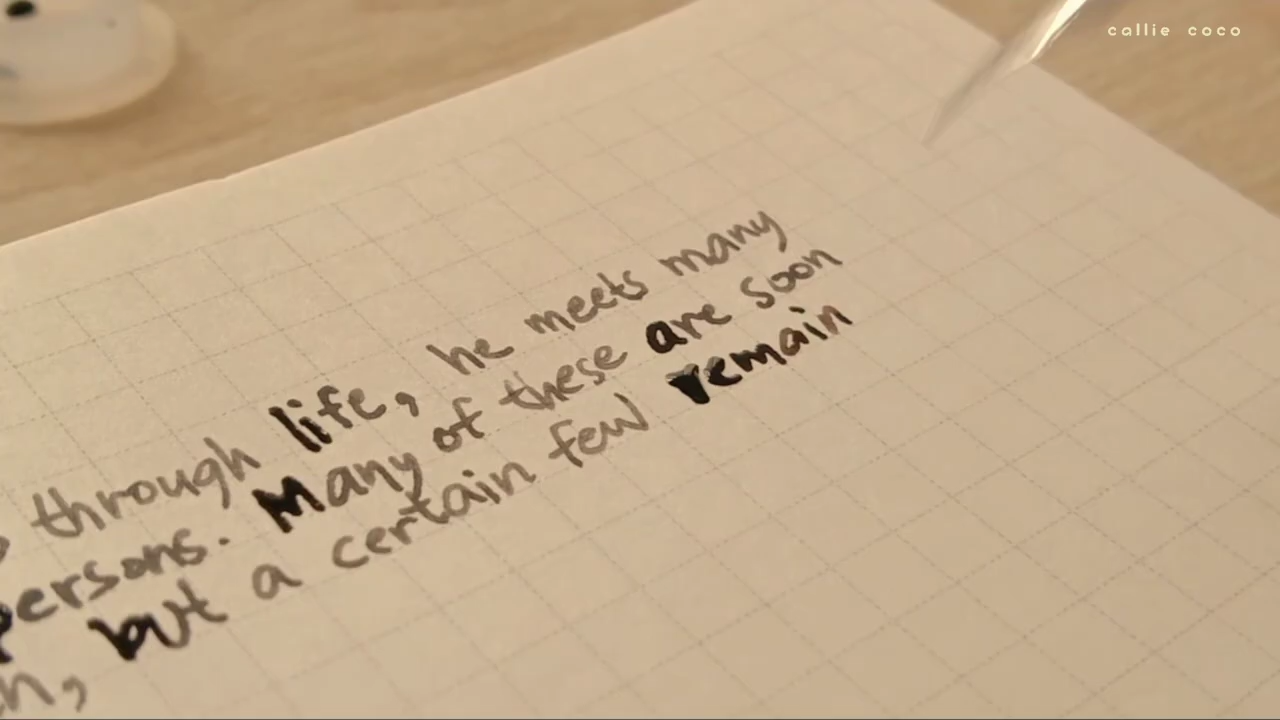 callie coco
through life, he meets many
persons. Many of these are soon
but a certain few remain